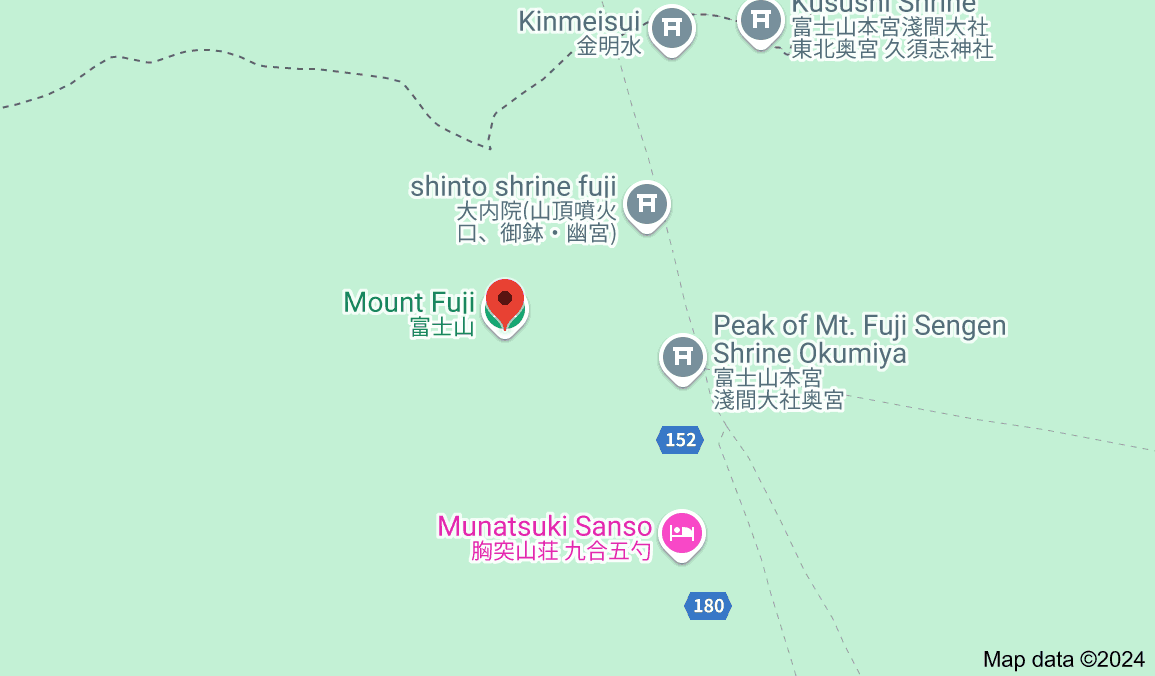 Kinmeisui
金明水
Kusushi Shrine
富士山本宮淺間大社
東北奥宮 久須志神社
shinto shrine fuji
大内院(山頂噴火
口、御鉢・幽宮)
Mount Fuji
富士山
Peak of Mt. Fuji Sengen
Shrine Okumiya
富士山本宮
淺間大社奥宮
152
Munatsuki Sanso
胸突山荘 九合五勺
180
Map data ©2024